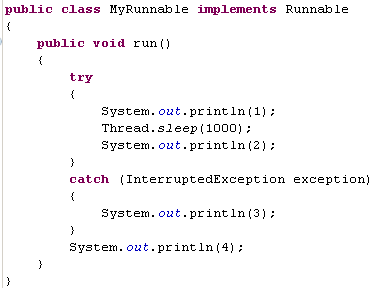 public class MyRunnable implements Runnable
{
public void run()
{
try
{
System.out.println(1);
Thread.sleep(1000);
System.out.println(2);
}
catch (InterruptedException exception)
{
System.out.println(3);
}
System.out.println(4);
}
}